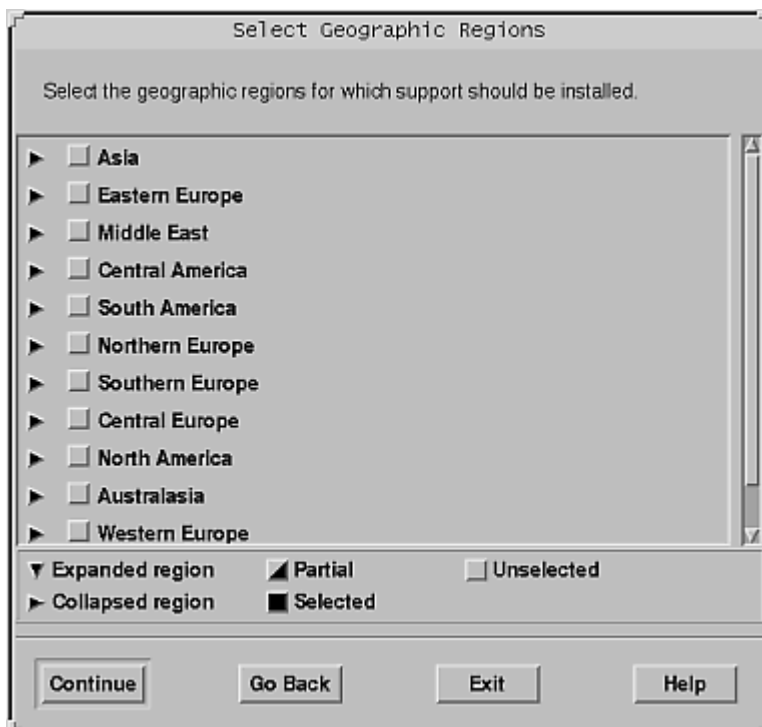 Select Geographic Regions
Select the geographic regions for which support should be installed.
Asia
Eastern Europe
Middle East
Central America
South America
Northern Europe
Southern Europe
Central Europe
North America
Australasia
Western Europe
Expanded region Partial Unselected
Collapsed region Selected
Continue Go Back Exit Help